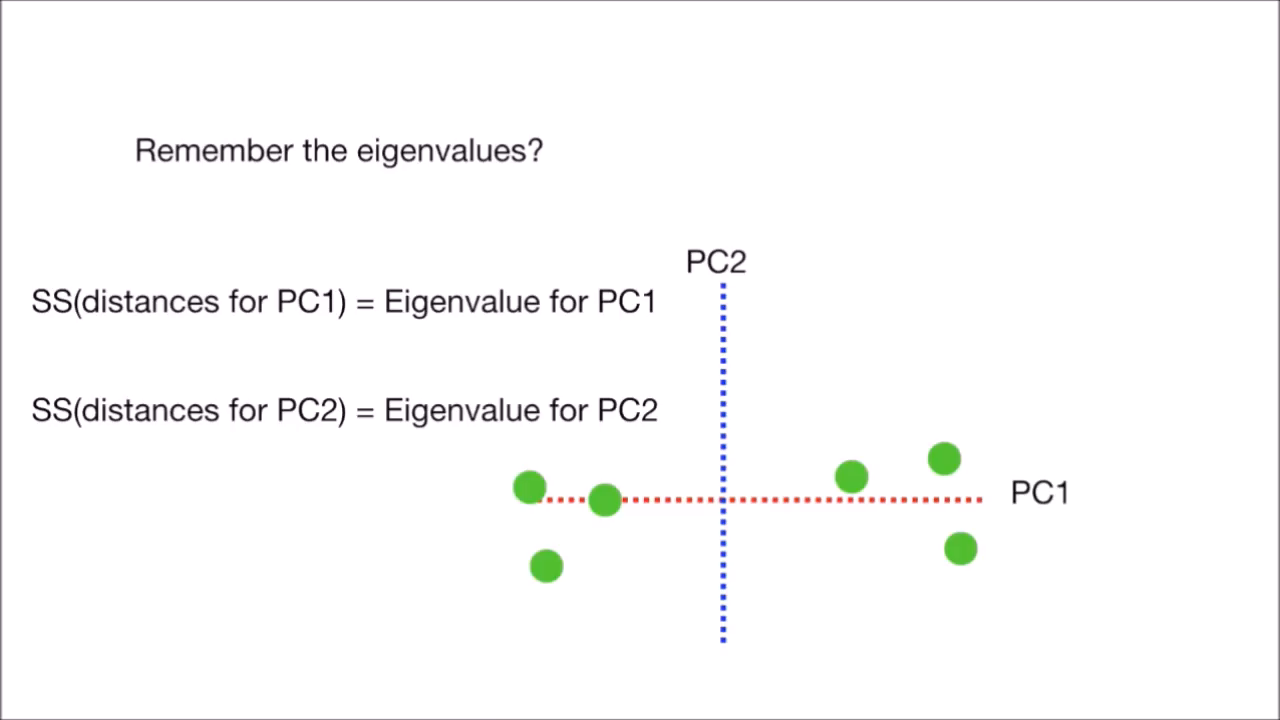 Remember the eigenvalues?
PC2
SS(distances for PC1) = Eigenvalue for PC1
SS(distances for PC2) = Eigenvalue for PC2
PC1